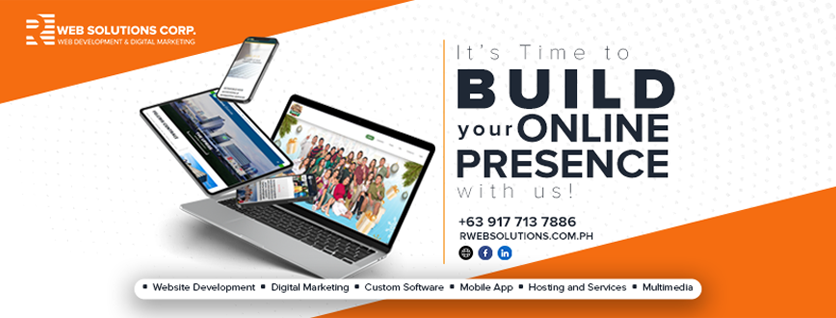 R WEB SOLUTIONS CORP.
WEB DEVELOPMENT & DIGITAL MARKETING
It's Time to
BUILD
your ONLINE
PRESENCE
with us!
+63 917 713 7886
RWEBSOLUTIONS.COM.PH
▪ Website Development ▪ Digital Marketing ▪ Custom Software ▪ Mobile App ▪ Hosting and Services ▪ Multimedia